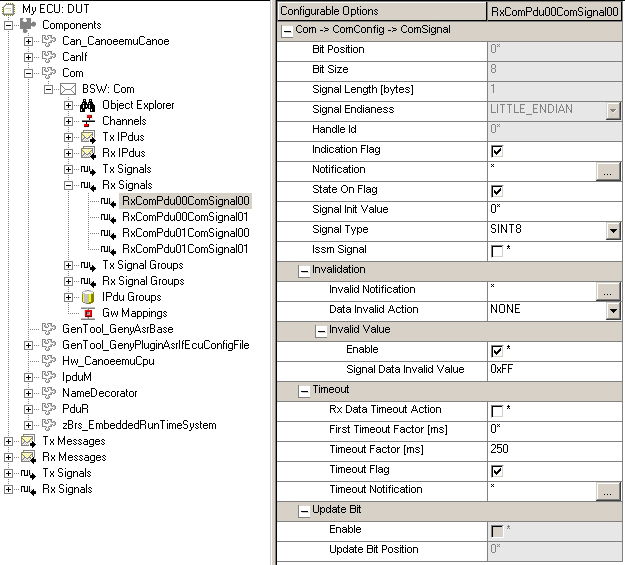 My ECU: DUT
Components
Can_CanoeemuCanoe
CanIf
Com
BSW: Com
Object Explorer
Channels
Tx IPdus
Rx IPdus
Tx Signals
Rx Signals
RxComPdu00ComSignal00
RxComPdu00ComSignal01
RxComPdu01ComSignal00
RxComPdu01ComSignal01
Tx Signal Groups
Rx Signal Groups
IPdu Groups
Gw Mappings
GenTool_GenyAsrBase
GenTool_GenyPluginAsrIfEcuConfigFile
Hw_CanoeemuCpu
IpduM
NameDecorator
PduR
zBrs_EmbeddedRunTimeSystem
Tx Messages
Rx Messages
Tx Signals
Rx Signals
Configurable Options RxComPdu00ComSignal00
Com -> ComConfig -> ComSignal
Bit Position 0*
Bit Size 8
Signal Length [bytes] 1
Signal Endianess LITTLE_ENDIAN
Handle Id 0*
Indication Flag
Notification * ...
State On Flag
Signal Init Value 0*
Signal Type SINT8
Issm Signal *
Invalidation
Invalid Notification * ...
Data Invalid Action NONE
Invalid Value
Enable *
Signal Data Invalid Value 0xFF
Timeout
Rx Data Timeout Action *
First Timeout Factor [ms] 0*
Timeout Factor [ms] 250
Timeout Flag
Timeout Notification * ...
Update Bit
Enable *
Update Bit Position 0*